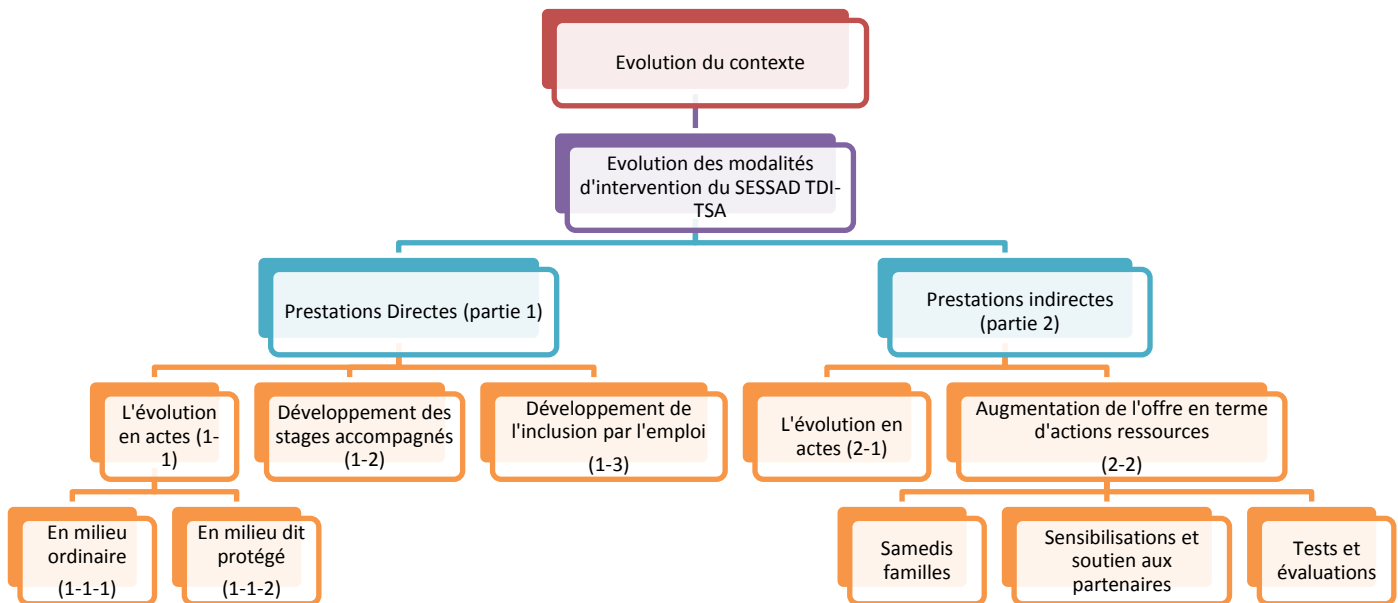 Evolution du contexte
Evolution des modalités
d'intervention du SESSAD TDI-
TSA
Prestations Directes (partie 1)
Prestations indirectes
(partie 2)
L'évolution
en actes (1-
1)
Développement des
stages accompagnés
(1-2)
Développement de
l'inclusion par l'emploi
(1-3)
L'évolution en
actes (2-1)
Augmentation de l'offre en terme
d'actions ressources
(2-2)
En milieu
ordinaire
(1-1-1)
En milieu dit
protégé
(1-1-2)
Samedis
familles
Sensibilisations et
soutien aux
partenaires
Tests et
évaluations